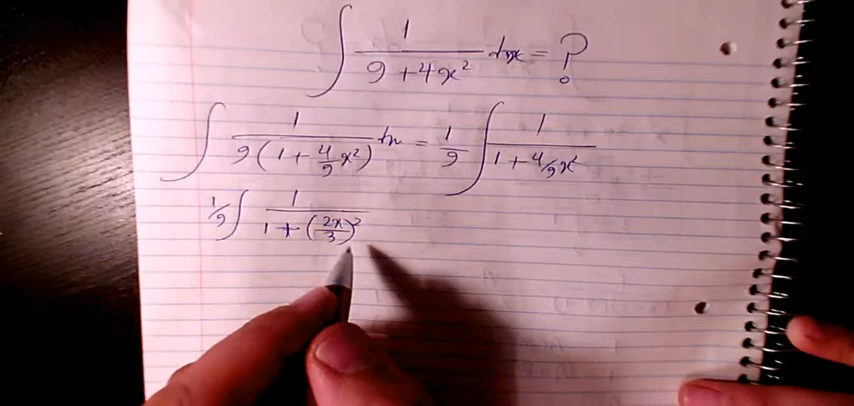 ∫ 1/(9 + 4x²) dx = ?
∫ 1/(9(1 + 4/9 x²)) dx = 1/9 ∫ 1/(1 + 4/9 x²)
1/9 ∫ 1/(1 + (2x/3)²)